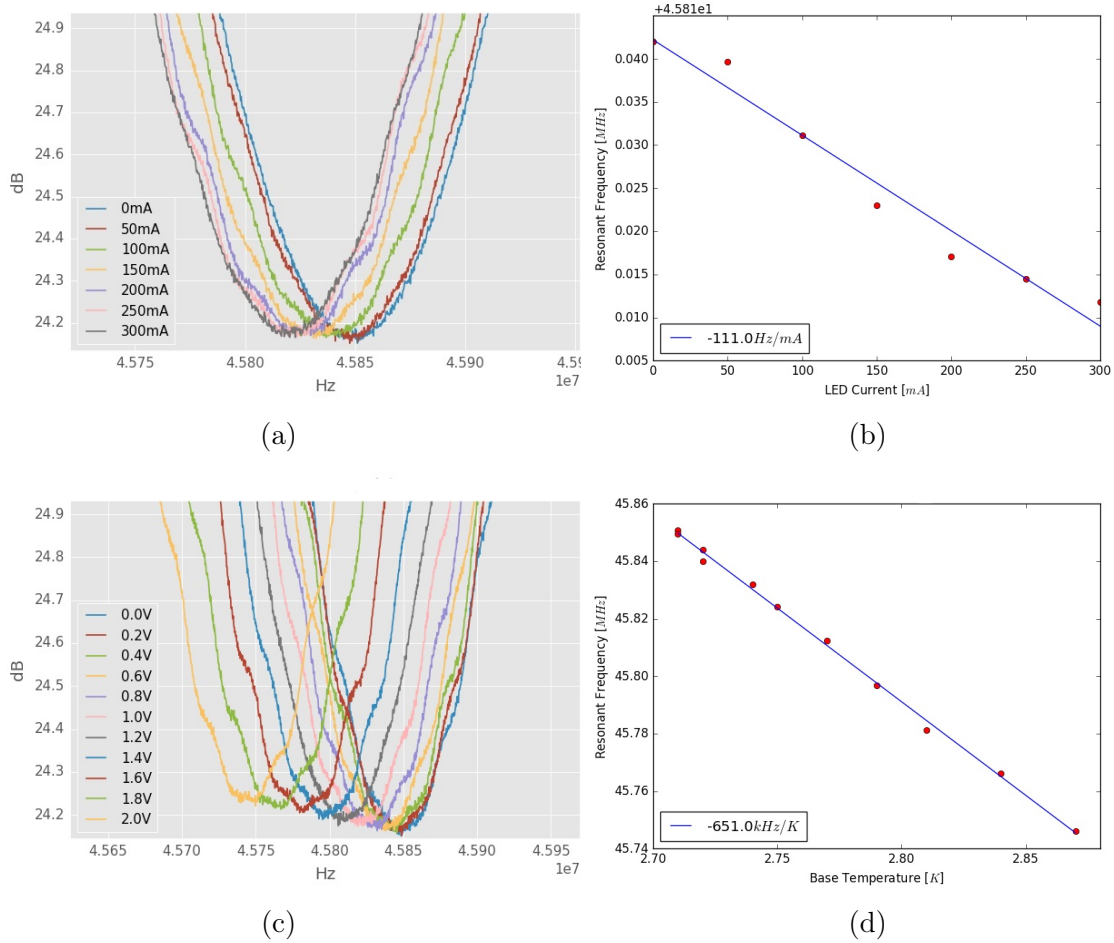 24.9
24.8
24.7
24.6
24.5
24.4
24.3
24.2
dB
0mA
50mA
100mA
150mA
200mA
250mA
300mA
4.575
4.580
4.585
4.590
4.59
1e7
Hz
(a)
+4.581e1
0.040
0.035
0.030
0.025
0.020
0.015
0.010
0.005
Resonant Frequency [MHz]
-111.0Hz/mA
0
50
100
150
200
250
300
LED Current [mA]
(b)
24.9
24.8
24.7
24.6
24.5
24.4
24.3
24.2
dB
0.0V
0.2V
0.4V
0.6V
0.8V
1.0V
1.2V
1.4V
1.6V
1.8V
2.0V
4.565
4.570
4.575
4.580
4.585
4.590
4.595
1e7
Hz
(c)
45.86
45.84
45.82
45.80
45.78
45.76
45.74
Resonant Frequency [MHz]
-651.0kHz/K
2.70
2.75
2.80
2.85
Base Temperature [K]
(d)